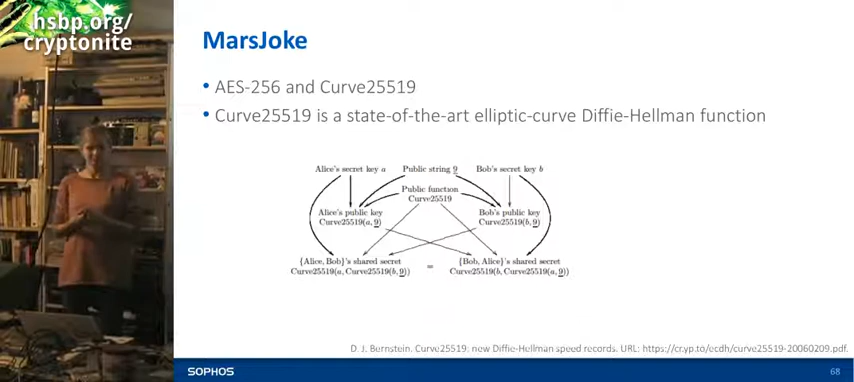 hsbp.org/
cryptonite
MarsJoke
• AES-256 and Curve25519
• Curve25519 is a state-of-the-art elliptic-curve Diffie-Hellman function
Alice's secret key a
Public string 9
Bob's secret key b
Public function
Curve25519
Alice's public key
Curve25519(a, 9)
Bob's public key
Curve25519(b, 9)
{Alice, Bob}'s shared secret
Curve25519(a, Curve25519(b, 9))
=
{Bob, Alice}'s shared secret
Curve25519(b, Curve25519(a, 9))
D. J. Bernstein. Curve25519: new Diffie-Hellman speed records. URL: https://cr.yp.to/ecdh/curve25519-20060209.pdf.
SOPHOS
68